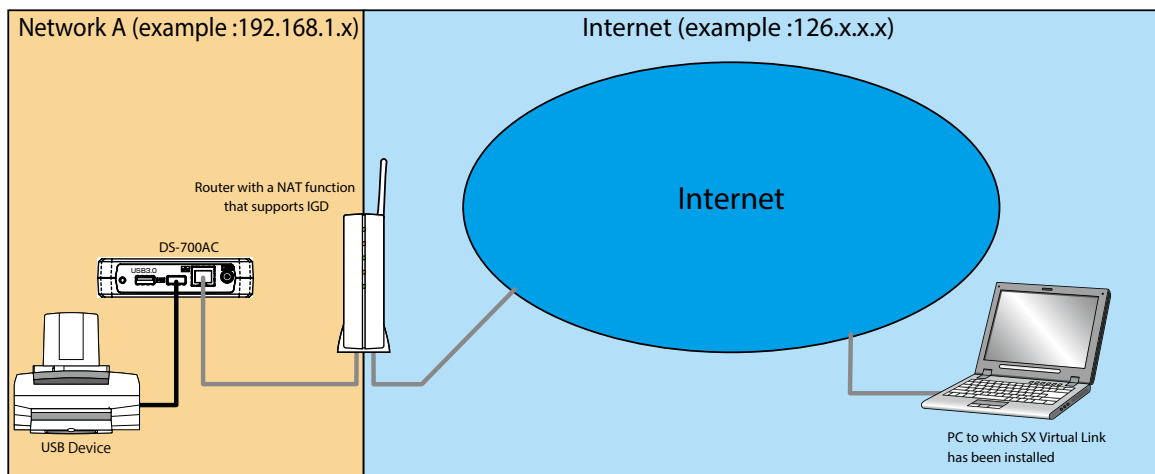 Network A (example :192.168.1.x)
Internet (example :126.x.x.x)
Router with a NAT function
that supports IGD
Internet
DS-700AC
USB3.0
USB Device
PC to which SX Virtual Link
has been installed